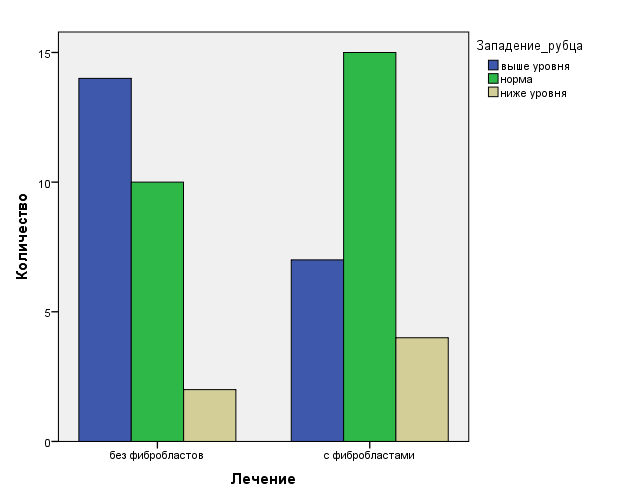 Западение_рубца
выше уровня
норма
ниже уровня
Количество
15
10
5
0
без фибробластов
с фибробластами
Лечение